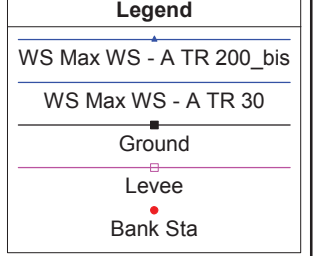 Legend
WS Max WS - A TR 200_bis
WS Max WS - A TR 30
Ground
Levee
Bank Sta